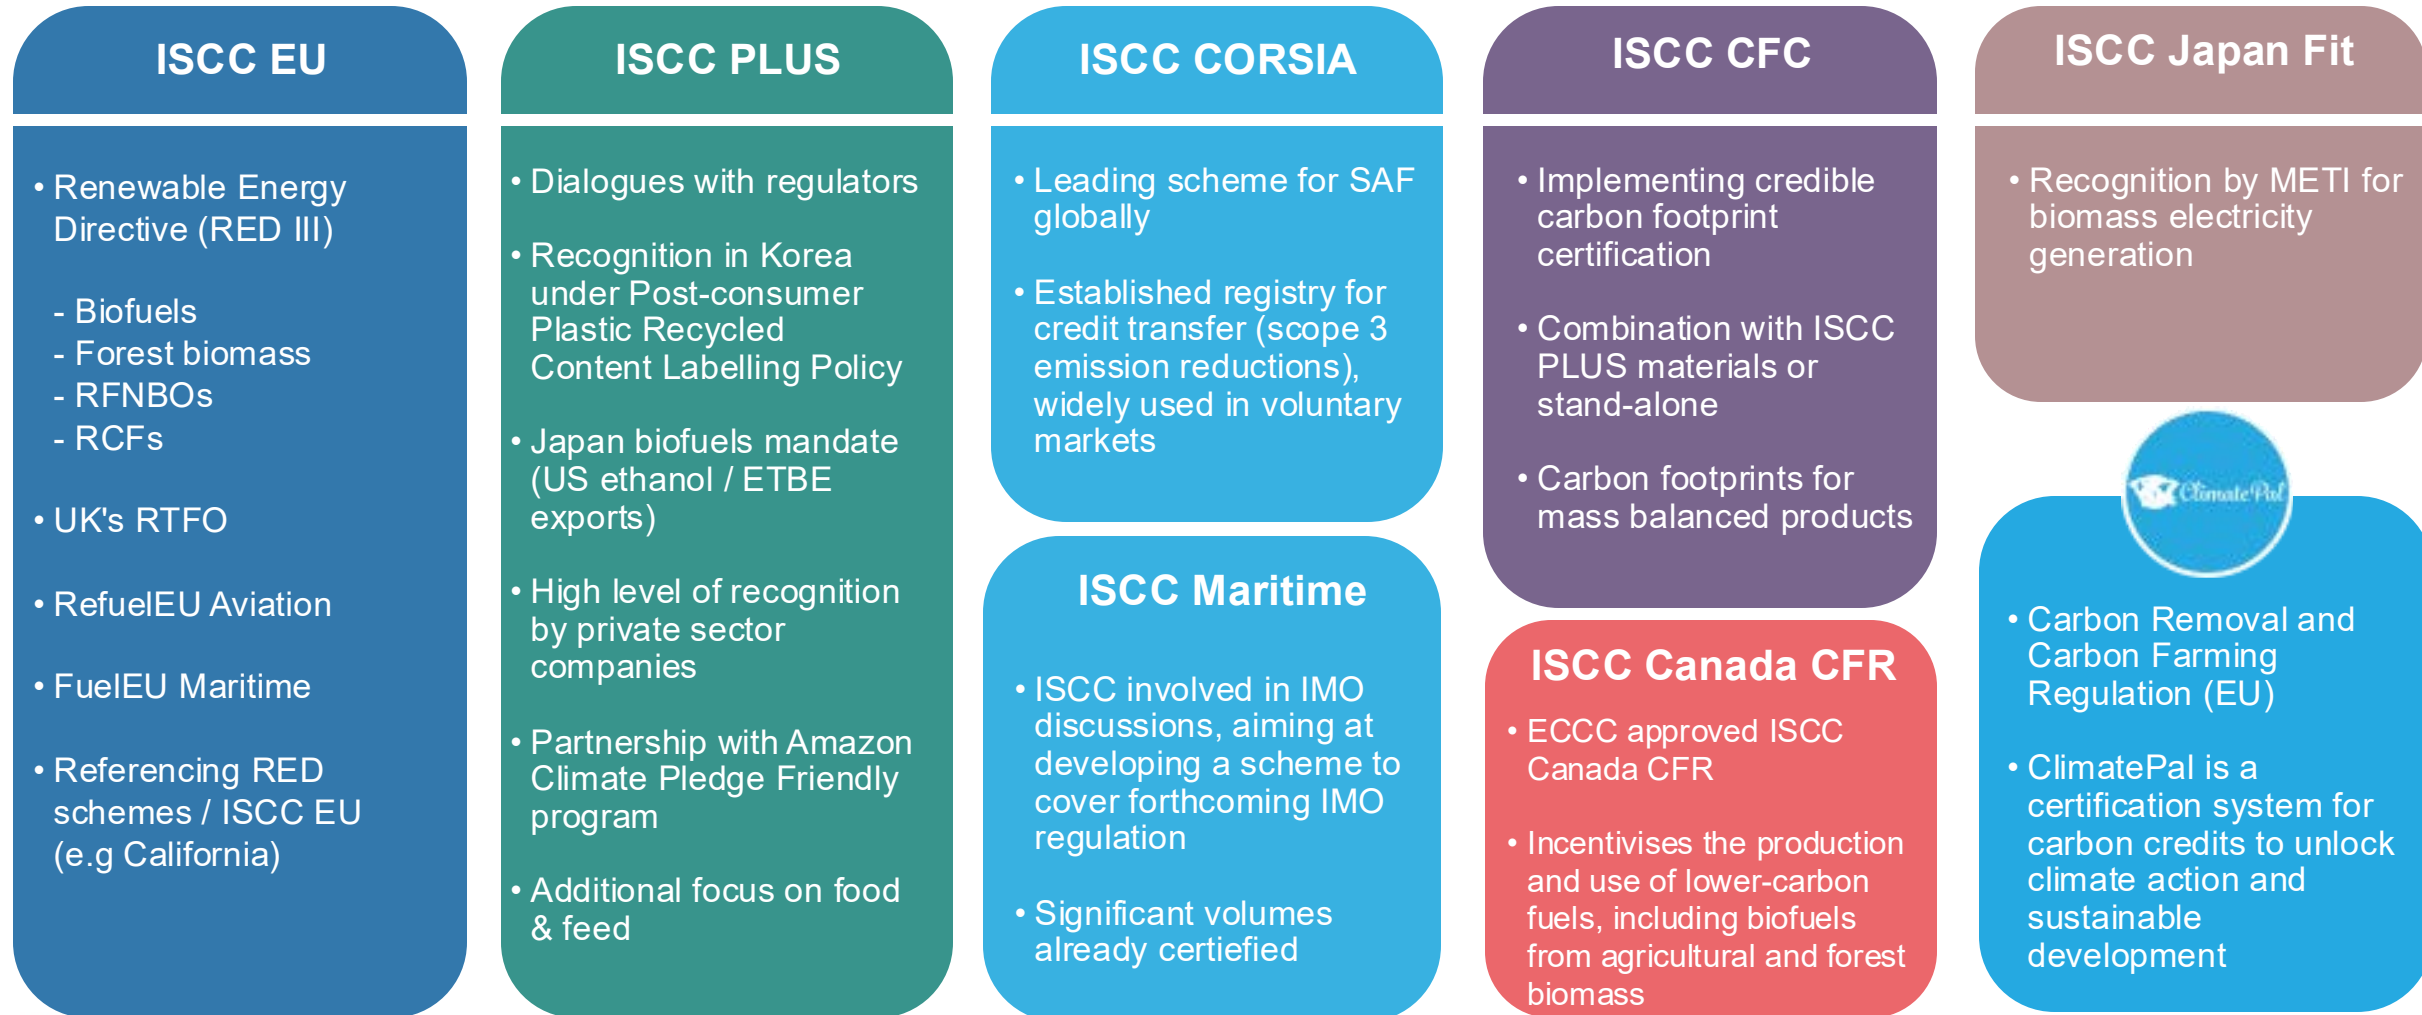 ISCC EU
• Renewable Energy
Directive (RED III)
- Biofuels
- Forest biomass
- RFNBOs
- RCFs
• UK's RTFO
• RefuelEU Aviation
• FuelEU Maritime
• Referencing RED
schemes / ISCC EU
(e.g California)
ISCC PLUS
• Dialogues with regulators
• Recognition in Korea
under Post-consumer
Plastic Recycled
Content Labelling Policy
• Japan biofuels mandate
(US ethanol / ETBE
exports)
• High level of recognition
by private sector
companies
• Partnership with Amazon
Climate Pledge Friendly
program
• Additional focus on food
& feed
ISCC CORSIA
• Leading scheme for SAF
globally
• Established registry for
credit transfer (scope 3
emission reductions),
widely used in voluntary
markets
ISCC Maritime
• ISCC involved in IMO
discussions, aiming at
developing a scheme to
cover forthcoming IMO
regulation
• Significant volumes
already certiefied
ISCC CFC
• Implementing credible
carbon footprint
certification
• Combination with ISCC
PLUS materials or
stand-alone
• Carbon footprints for
mass balanced products
ISCC Canada CFR
• ECCC approved ISCC
Canada CFR
• Incentivises the production
and use of lower-carbon
fuels, including biofuels
from agricultural and forest
biomass
ISCC Japan Fit
• Recognition by METI for
biomass electricity
generation
ClimatePal
• Carbon Removal and
Carbon Farming
Regulation (EU)
• ClimatePal is a
certification system for
carbon credits to unlock
climate action and
sustainable
development